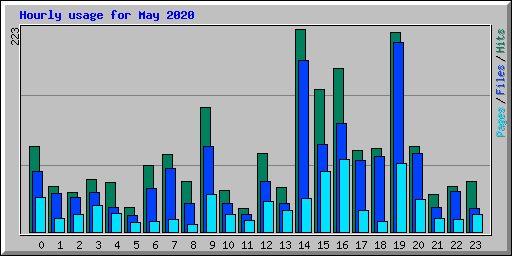 Hourly usage for May 2020
223
Pages/Files/Hits
0 1 2 3 4 5 6 7 8 9 10 11 12 13 14 15 16 17 18 19 20 21 22 23